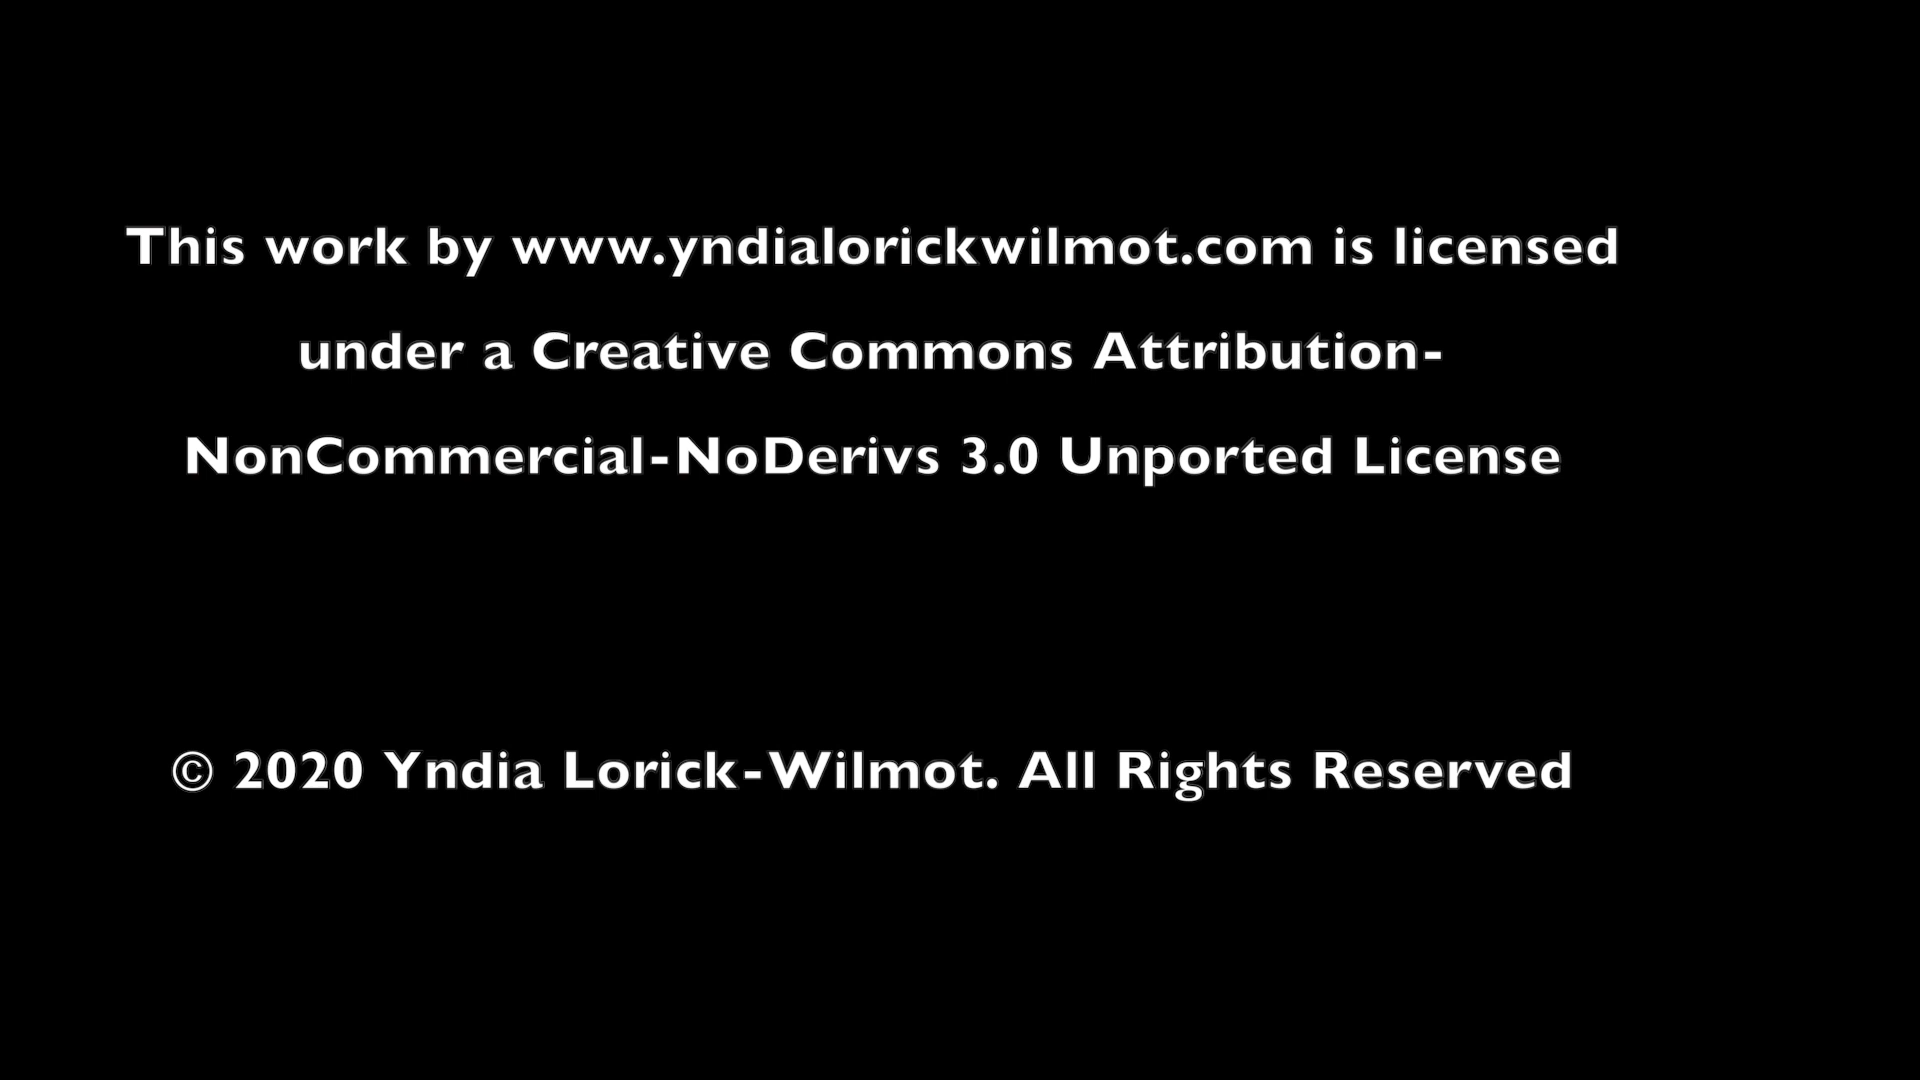 This work by www.yndialorickwilmot.com is licensed
under a Creative Commons Attribution-
NonCommercial-NoDerivs 3.0 Unported License
© 2020 Yndia Lorick-Wilmot. All Rights Reserved